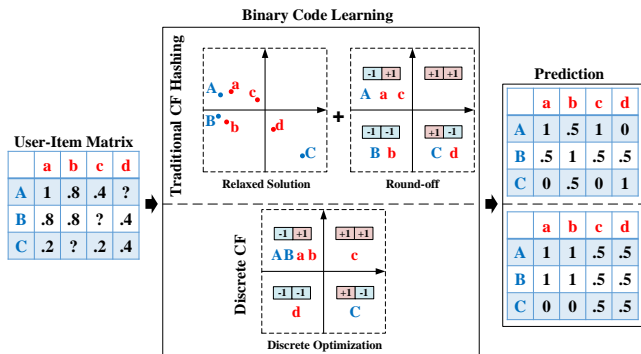 Binary Code Learning
User-Item Matrix
a b c d
A 1 .8 .4 ?
B .8 .8 ? .4
C .2 ? .2 .4
Traditional CF Hashing
A a c
B b d
C
Relaxed Solution
+
-1 +1 +1 +1
A a c
-1 -1 +1 -1
B b C d
Round-off
Discrete CF
-1 +1 +1 +1
A B a b c
-1 -1 +1 -1
d C
Discrete Optimization
Prediction
a b c d
A 1 .5 1 0
B .5 1 .5 .5
C 0 .5 0 1
a b c d
A 1 1 .5 .5
B 1 1 .5 .5
C 0 0 .5 .5